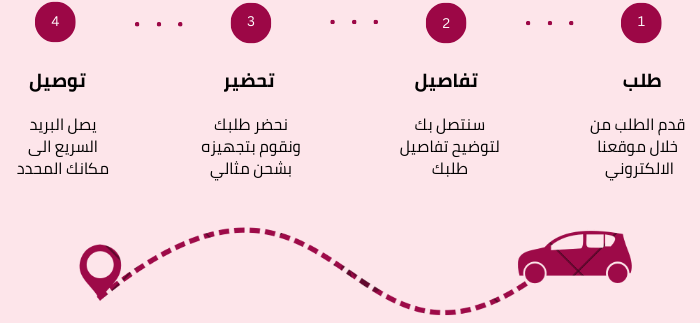 1
طلب
قدم الطلب من
خلال موقعنا
الالكتروني
2
تفاصيل
سنتصل بك
لتوضيح تفاصيل
طلبك
3
تحضير
نحضر طلبك
ونقوم بتجهيزه
بشحن مثالي
4
توصيل
يصل البريد
السريع الى
مكانك المحدد